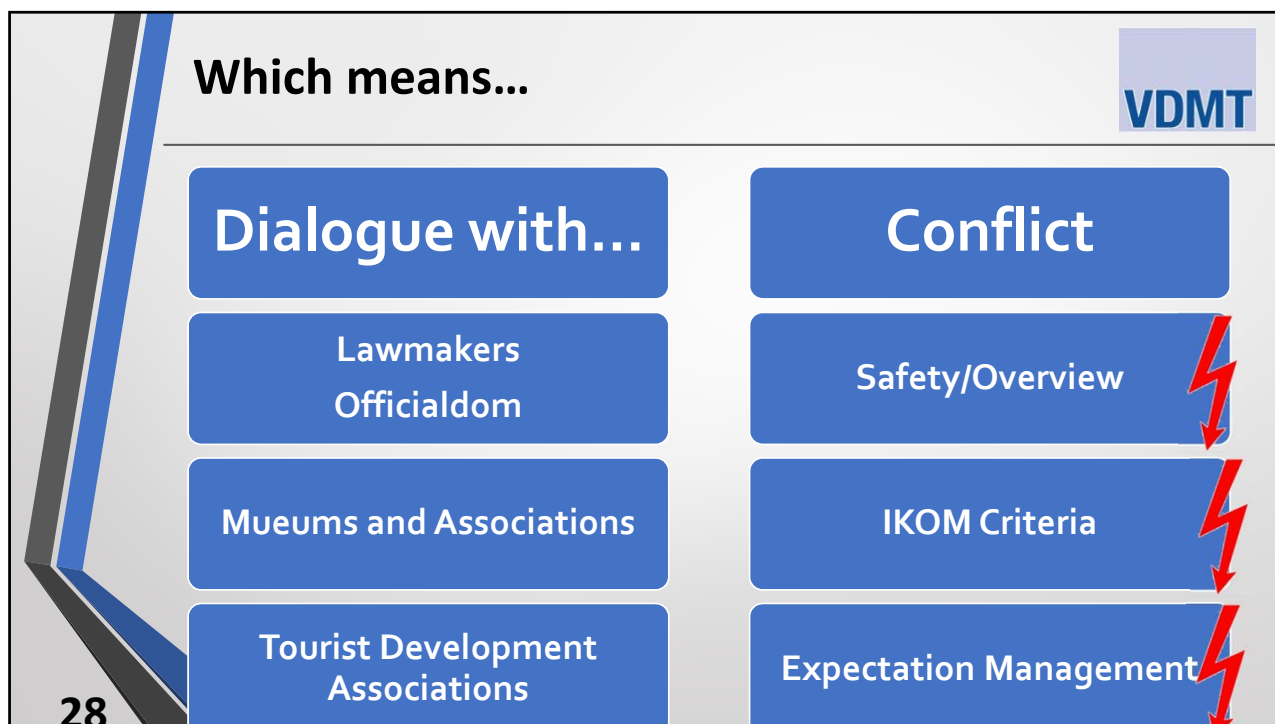 Which means...
VDMT
Dialogue with...
Lawmakers
Officialdom
Mueums and Associations
Tourist Development
Associations
Conflict
Safety/Overview
IKOM Criteria
Expectation Management
28